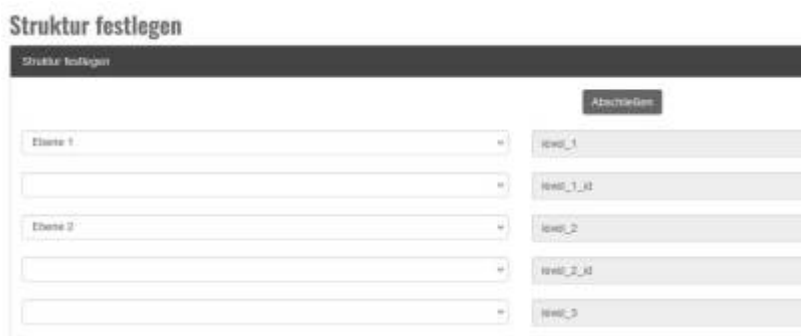 Struktur festlegen
Struktur festlegen
Abschließen
Ebene 1
level_1
level_1_id
Ebene 2
level_2
level_2_id
level_3